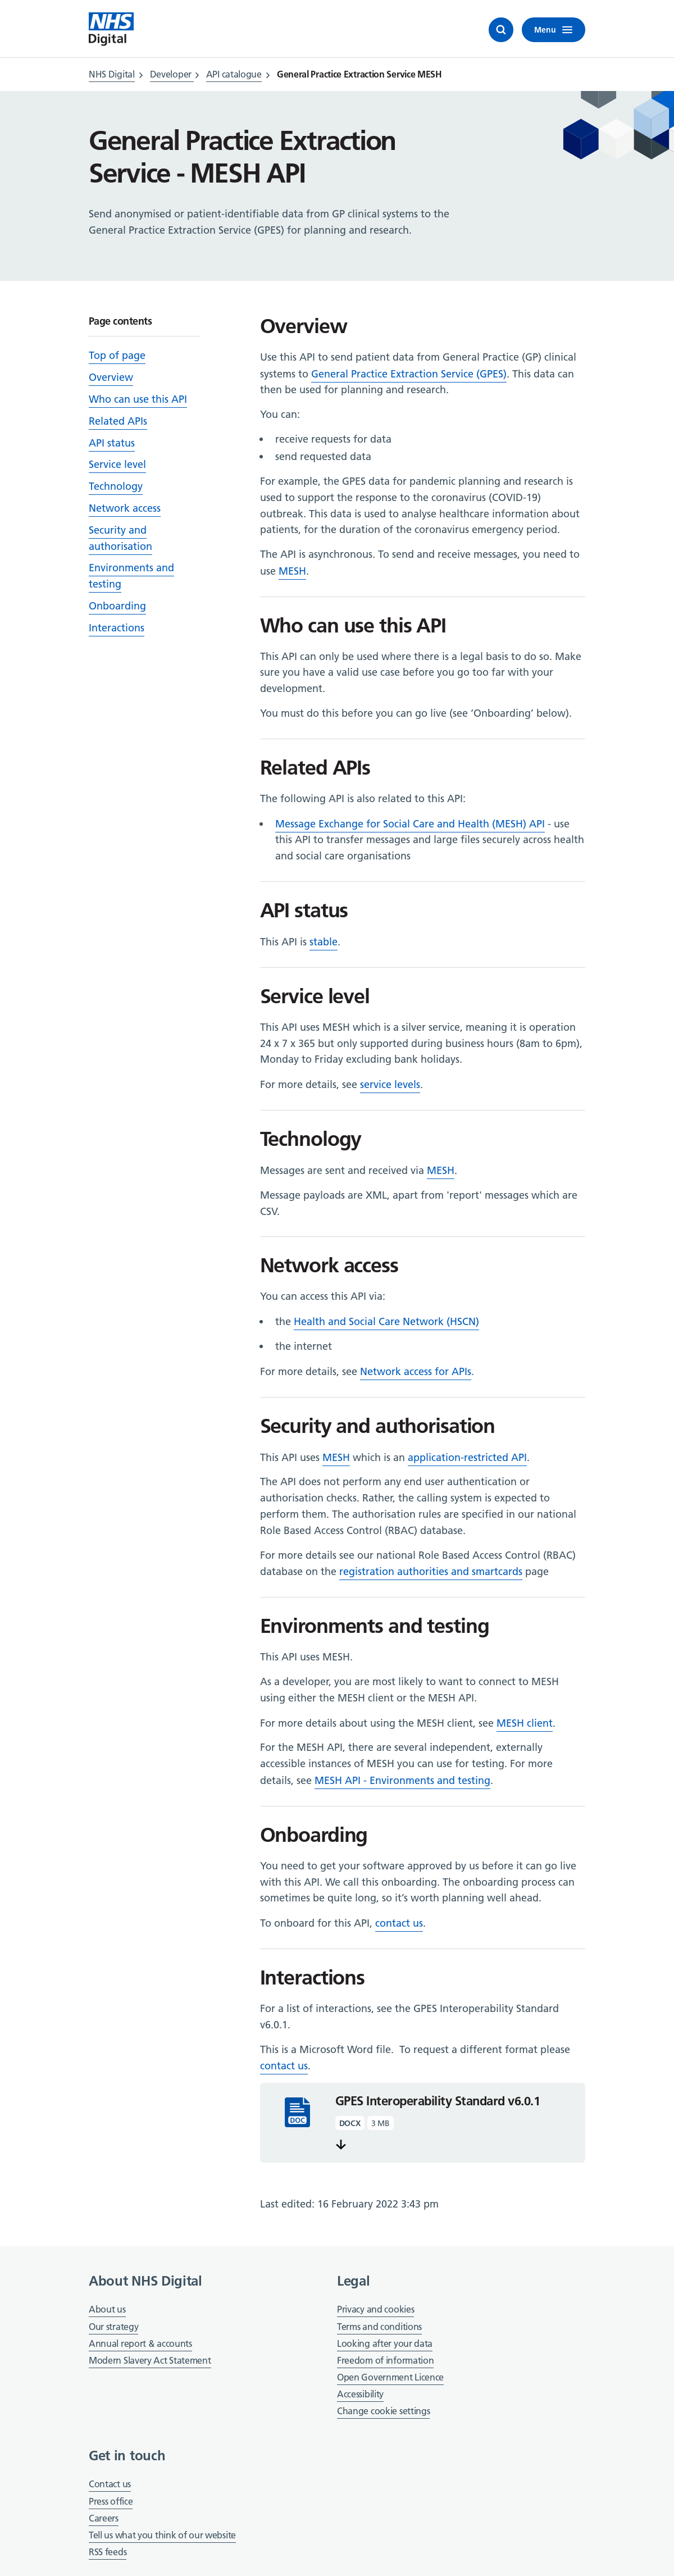 NHS
Digital
Menu
NHS Digital > Developer > API catalogue > General Practice Extraction Service MESH
General Practice Extraction
Service - MESH API
Send anonymised or patient-identifiable data from GP clinical systems to the
General Practice Extraction Service (GPES) for planning and research.
Page contents
Top of page
Overview
Who can use this API
Related APIs
API status
Service level
Technology
Network access
Security and
authorisation
Environments and
testing
Onboarding
Interactions
Overview
Use this API to send patient data from General Practice (GP) clinical
systems to General Practice Extraction Service (GPES). This data can
then be used for planning and research.
You can:
• receive requests for data
• send requested data
For example, the GPES data for pandemic planning and research is
used to support the response to the coronavirus (COVID-19)
outbreak. This data is used to analyse healthcare information about
patients, for the duration of the coronavirus emergency period.
The API is asynchronous. To send and receive messages, you need to
use MESH.
Who can use this API
This API can only be used where there is a legal basis to do so. Make
sure you have a valid use case before you go too far with your
development.
You must do this before you can go live (see ‘Onboarding’ below).
Related APIs
The following API is also related to this API:
• Message Exchange for Social Care and Health (MESH) API - use
this API to transfer messages and large files securely across health
and social care organisations
API status
This API is stable.
Service level
This API uses MESH which is a silver service, meaning it is operation
24 x 7 x 365 but only supported during business hours (8am to 6pm),
Monday to Friday excluding bank holidays.
For more details, see service levels.
Technology
Messages are sent and received via MESH.
Message payloads are XML, apart from 'report' messages which are
CSV.
Network access
You can access this API via:
• the Health and Social Care Network (HSCN)
• the internet
For more details, see Network access for APIs.
Security and authorisation
This API uses MESH which is an application-restricted API.
The API does not perform any end user authentication or
authorisation checks. Rather, the calling system is expected to
perform them. The authorisation rules are specified in our national
Role Based Access Control (RBAC) database.
For more details see our national Role Based Access Control (RBAC)
database on the registration authorities and smartcards page
Environments and testing
This API uses MESH.
As a developer, you are most likely to want to connect to MESH
using either the MESH client or the MESH API.
For more details about using the MESH client, see MESH client.
For the MESH API, there are several independent, externally
accessible instances of MESH you can use for testing. For more
details, see MESH API - Environments and testing.
Onboarding
You need to get your software approved by us before it can go live
with this API. We call this onboarding. The onboarding process can
sometimes be quite long, so it’s worth planning well ahead.
To onboard for this API, contact us.
Interactions
For a list of interactions, see the GPES Interoperability Standard
v6.0.1.
This is a Microsoft Word file.  To request a different format please
contact us.
DOC
GPES Interoperability Standard v6.0.1
DOCX 3 MB
Last edited: 16 February 2022 3:43 pm
About NHS Digital
About us
Our strategy
Annual report & accounts
Modern Slavery Act Statement
Legal
Privacy and cookies
Terms and conditions
Looking after your data
Freedom of information
Open Government Licence
Accessibility
Change cookie settings
Get in touch
Contact us
Press office
Careers
Tell us what you think of our website
RSS feeds